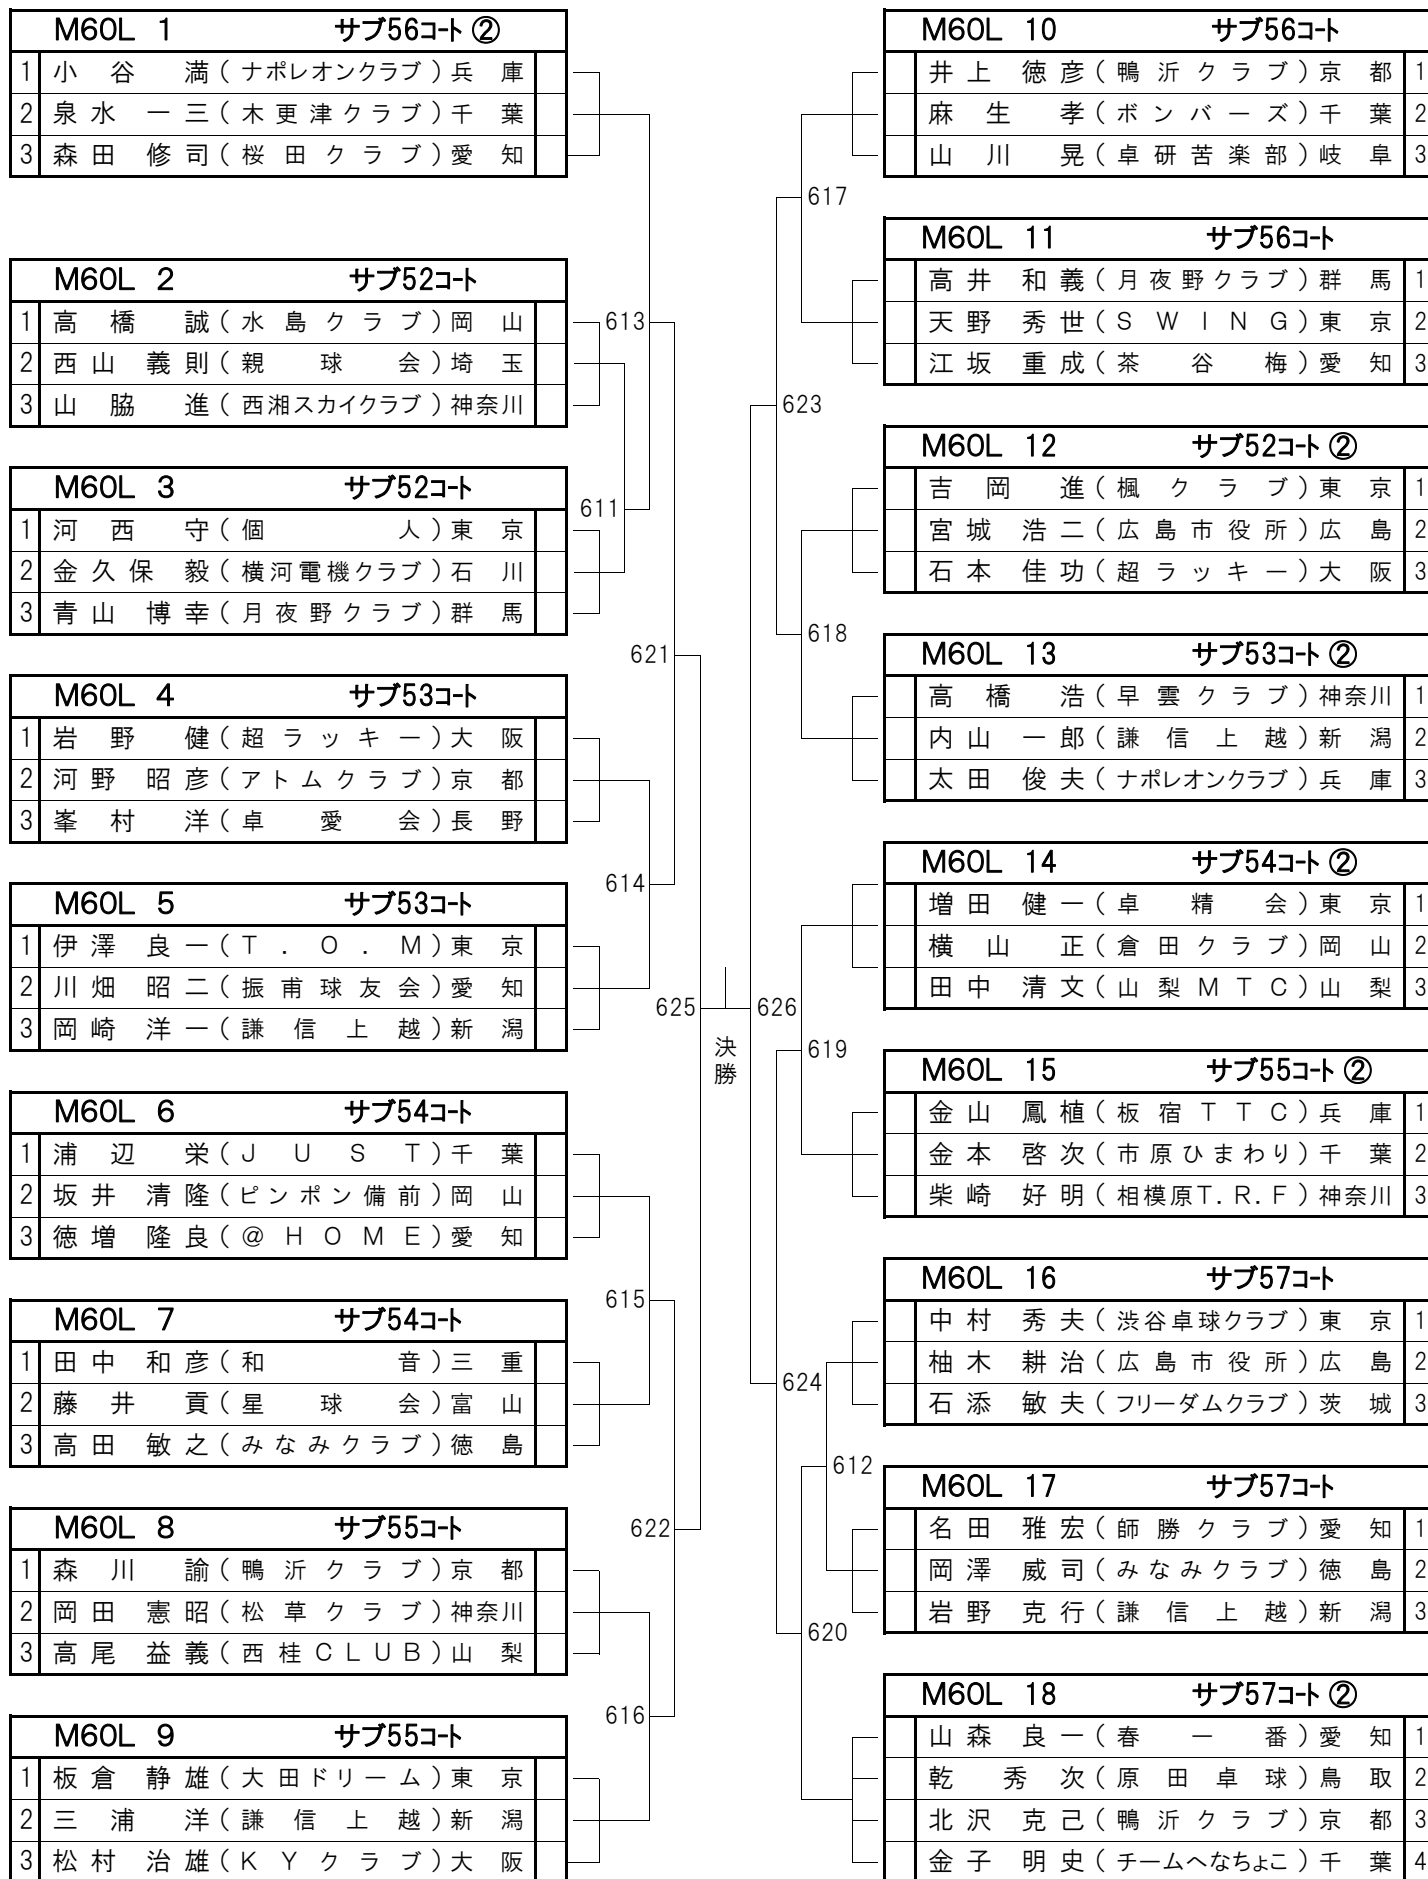 M60L 1 サブ56コート ②
1 小谷 満 ( ナポレオンクラブ ) 兵庫
2 泉水 一三 ( 木更津クラブ ) 千葉
3 森田 修司 ( 桜田クラブ ) 愛知
M60L 2 サブ52コート
1 高橋 誠 ( 水島クラブ ) 岡山
2 西山 義則 ( 親球会 ) 埼玉
3 山脇 進 ( 西湘スカイクラブ ) 神奈川
M60L 3 サブ52コート
1 河西 守 ( 個人 ) 東京
2 金久保 毅 ( 横河電機クラブ ) 石川
3 青山 博幸 ( 月夜野クラブ ) 群馬
M60L 4 サブ53コート
1 岩野 健 ( 超ラッキー ) 大阪
2 河野 昭彦 ( アトムクラブ ) 京都
3 峯村 洋 ( 卓愛会 ) 長野
M60L 5 サブ53コート
1 伊澤 良一 ( T.O.M ) 東京
2 川畑 昭二 ( 振甫球友会 ) 愛知
3 岡崎 洋一 ( 謙信上越 ) 新潟
M60L 6 サブ54コート
1 浦辺 栄 ( JUST ) 千葉
2 坂井 清隆 ( ピンポン備前 ) 岡山
3 徳増 隆良 ( @HOME ) 愛知
M60L 7 サブ54コート
1 田中 和彦 ( 和音 ) 三重
2 藤井 貢 ( 星球会 ) 富山
3 高田 敏之 ( みなみクラブ ) 徳島
M60L 8 サブ55コート
1 森川 諭 ( 鴨沂クラブ ) 京都
2 岡田 憲昭 ( 松草クラブ ) 神奈川
3 高尾 益義 ( 西桂CLUB ) 山梨
M60L 9 サブ55コート
1 板倉 静雄 ( 大田ドリーム ) 東京
2 三浦 洋 ( 謙信上越 ) 新潟
3 松村 治雄 ( KYクラブ ) 大阪
613
611
621
614
625
615
622
616
決勝
617
623
618
626
619
624
612
620
M60L 10 サブ56コート
井上 徳彦 ( 鴨沂クラブ ) 京都 1
麻生 孝 ( ボンバーズ ) 千葉 2
山川 晃 ( 卓研苦楽部 ) 岐阜 3
M60L 11 サブ56コート
高井 和義 ( 月夜野クラブ ) 群馬 1
天野 秀世 ( SWING ) 東京 2
江坂 重成 ( 茶谷梅 ) 愛知 3
M60L 12 サブ52コート ②
吉岡 進 ( 楓クラブ ) 東京 1
宮城 浩二 ( 広島市役所 ) 広島 2
石本 佳功 ( 超ラッキー ) 大阪 3
M60L 13 サブ53コート ②
高橋 浩 ( 早雲クラブ ) 神奈川 1
内山 一郎 ( 謙信上越 ) 新潟 2
太田 俊夫 ( ナポレオンクラブ ) 兵庫 3
M60L 14 サブ54コート ②
増田 健一 ( 卓精会 ) 東京 1
横山 正 ( 倉田クラブ ) 岡山 2
田中 清文 ( 山梨MTC ) 山梨 3
M60L 15 サブ55コート ②
金山 鳳植 ( 板宿TTC ) 兵庫 1
金本 啓次 ( 市原ひまわり ) 千葉 2
柴崎 好明 ( 相模原T.R.F ) 神奈川 3
M60L 16 サブ57コート
中村 秀夫 ( 渋谷卓球クラブ ) 東京 1
柚木 耕治 ( 広島市役所 ) 広島 2
石添 敏夫 ( フリーダムクラブ ) 茨城 3
M60L 17 サブ57コート
名田 雅宏 ( 師勝クラブ ) 愛知 1
岡澤 威司 ( みなみクラブ ) 徳島 2
岩野 克行 ( 謙信上越 ) 新潟 3
M60L 18 サブ57コート ②
山森 良一 ( 春一番 ) 愛知 1
乾 秀次 ( 原田卓球 ) 鳥取 2
北沢 克己 ( 鴨沂クラブ ) 京都 3
金子 明史 ( チームへなちょこ ) 千葉 4